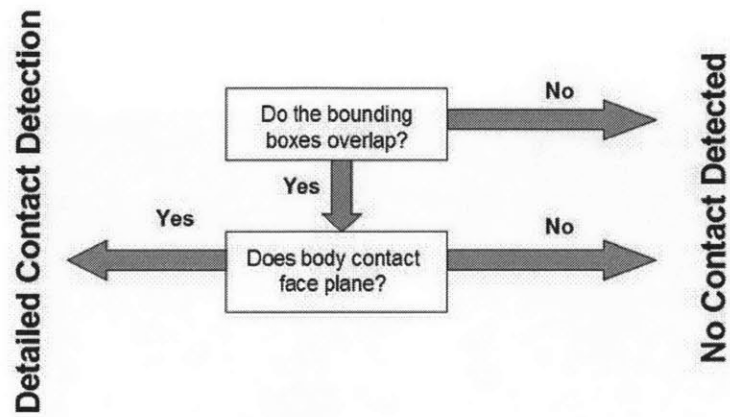 Detailed Contact Detection
Do the bounding
boxes overlap?
No
Yes
Yes
Does body contact
face plane?
No
No Contact Detected